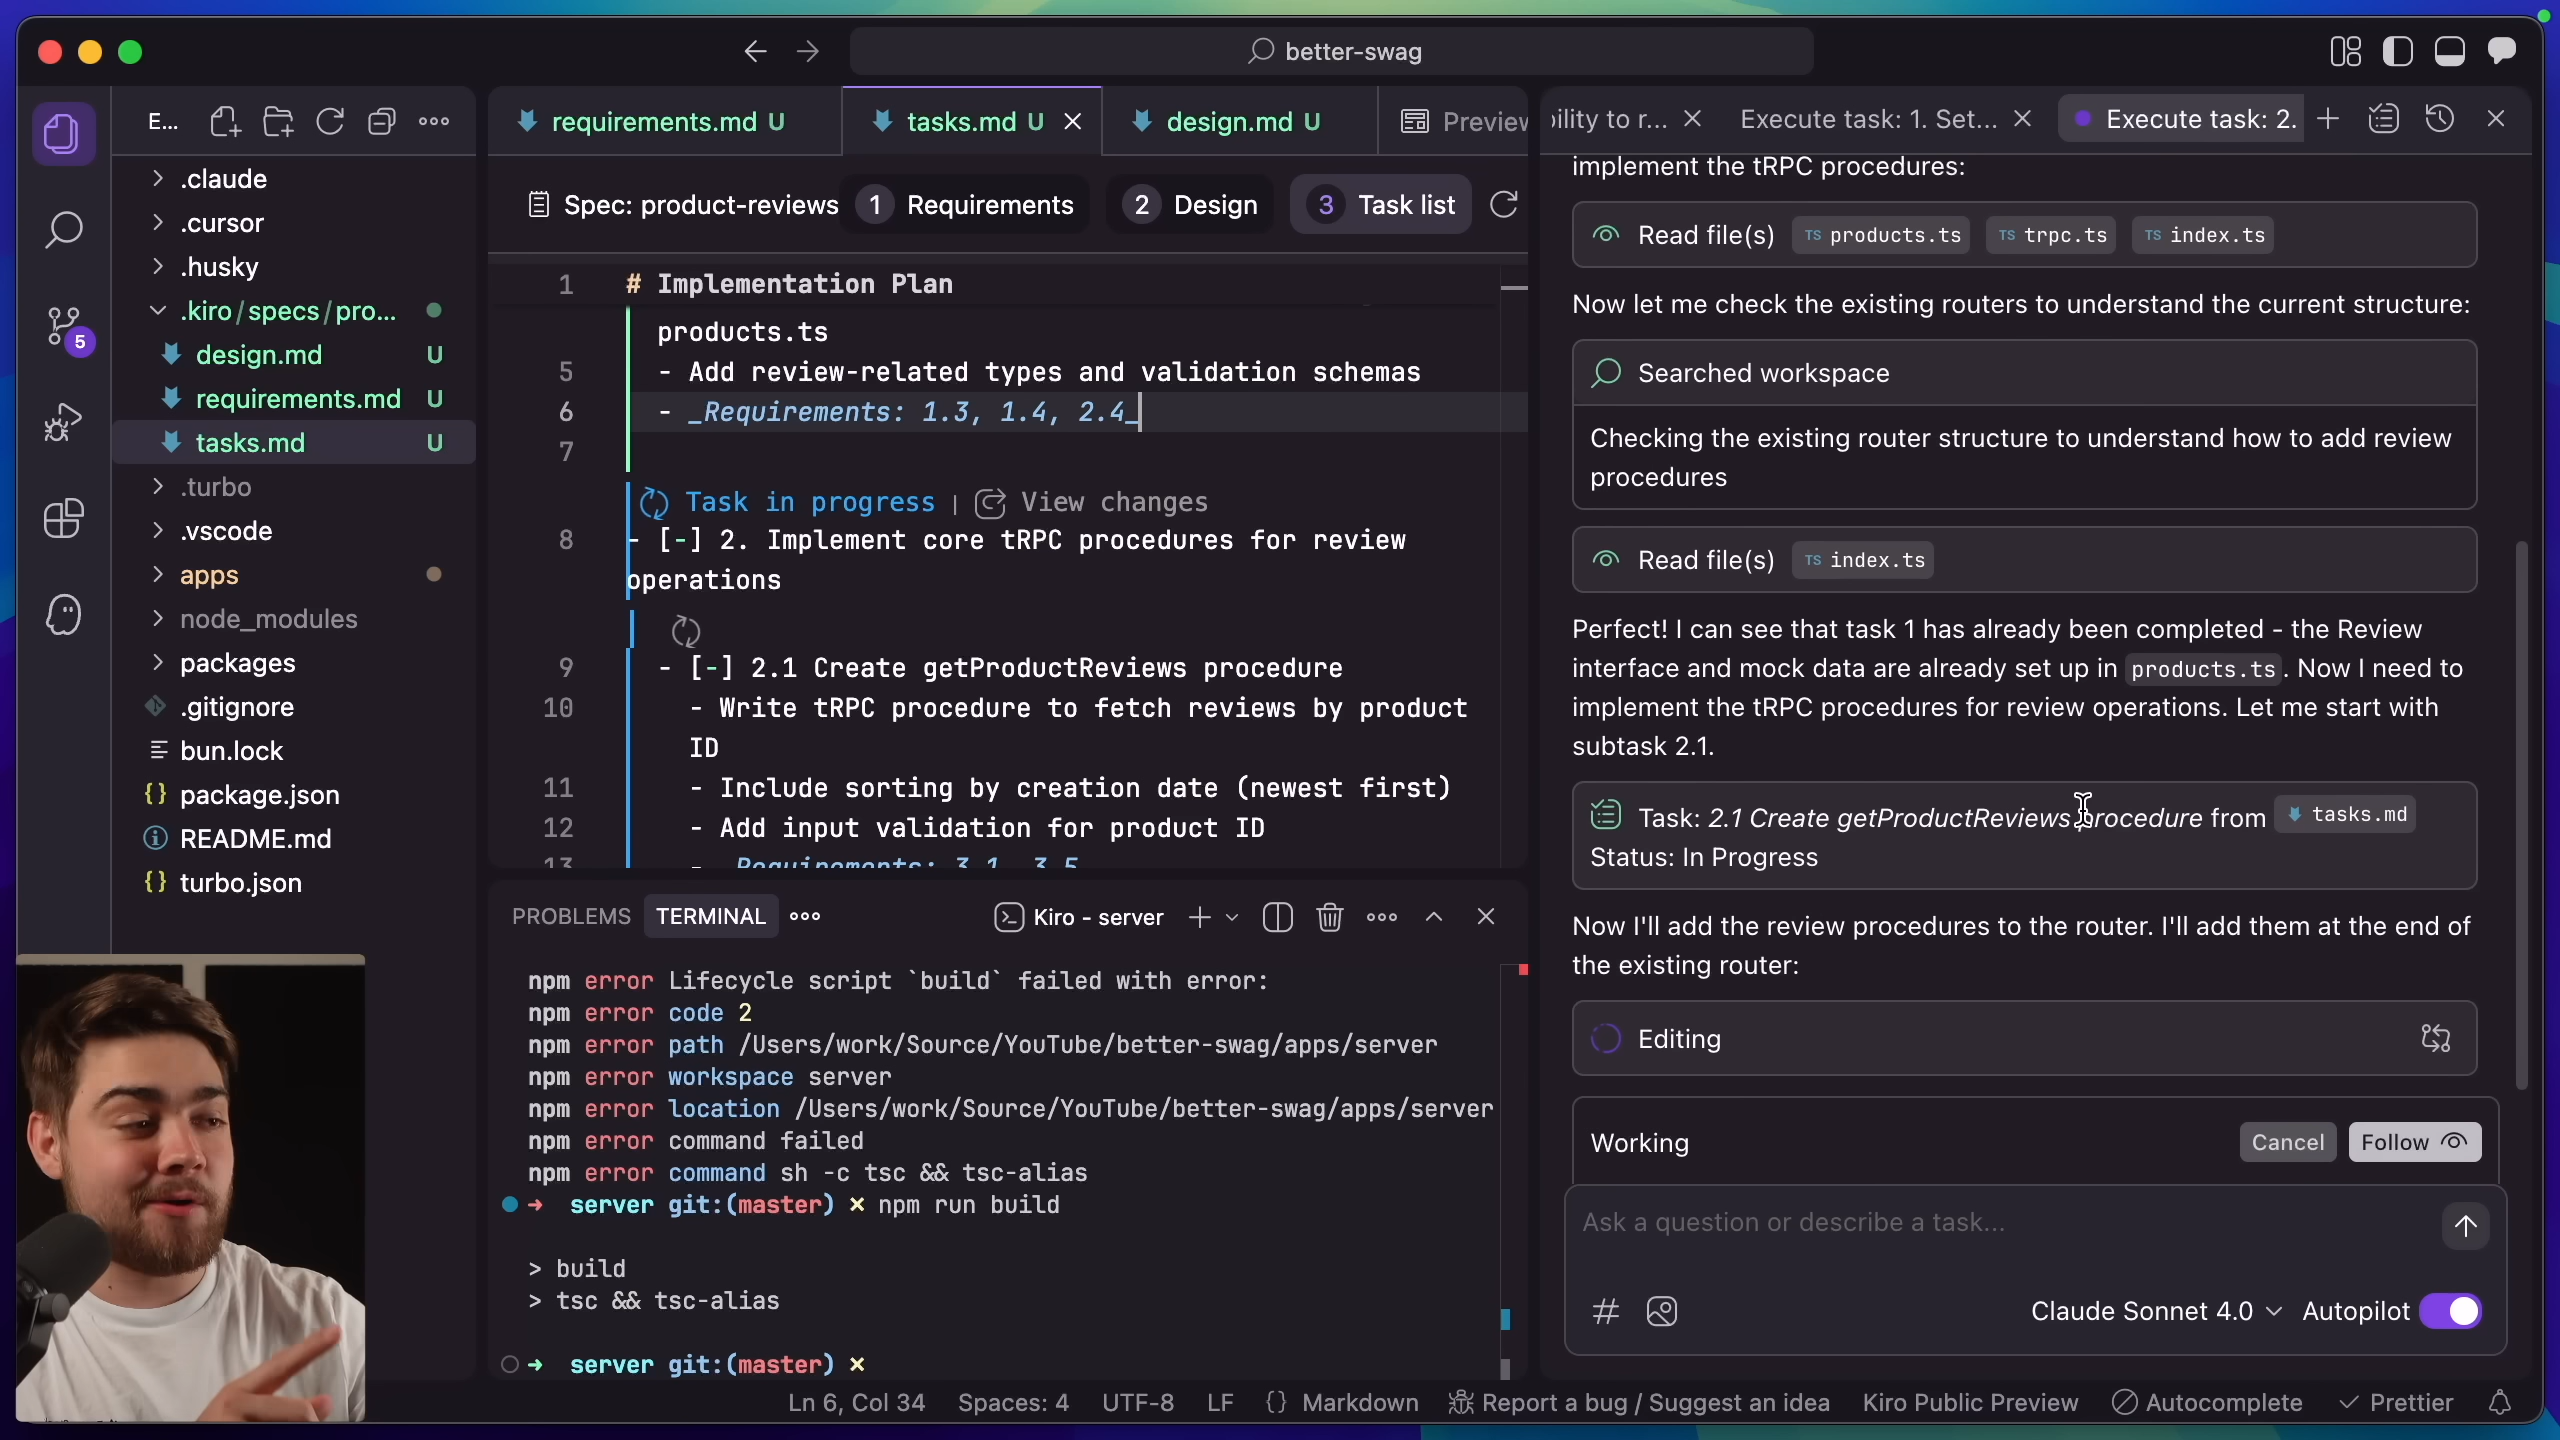 better-swag
E...
.claude
.cursor
.husky
.kiro / specs / pro...
design.md U
requirements.md U
tasks.md U
.turbo
.vscode
apps
node_modules
packages
.gitignore
bun.lock
package.json
README.md
turbo.json
5
requirements.md U
tasks.md U
design.md U
Preview
Spec: product-reviews
1 Requirements
2 Design
3 Task list
1 # Implementation Plan
products.ts
5 - Add review-related types and validation schemas
6 - _Requirements: 1.3, 1.4, 2.4_
7
Task in progress | View changes
8 - [-] 2. Implement core tRPC procedures for review
operations
9 - [-] 2.1 Create getProductReviews procedure
10 - Write tRPC procedure to fetch reviews by product
ID
11 - Include sorting by creation date (newest first)
12 - Add input validation for product ID
13 - _Requirements: 3.1, 3.5_
PROBLEMS TERMINAL
Kiro - server
npm error Lifecycle script `build` failed with error:
npm error code 2
npm error path /Users/work/Source/YouTube/better-swag/apps/server
npm error workspace server
npm error location /Users/work/Source/YouTube/better-swag/apps/server
npm error command failed
npm error command sh -c tsc && tsc-alias
➜ server git:(master) ✗ npm run build
> build
> tsc && tsc-alias
➜ server git:(master) ✗
ility to r...
Execute task: 1. Set...
Execute task: 2.
implement the tRPC procedures:
Read file(s) TS products.ts TS trpc.ts TS index.ts
Now let me check the existing routers to understand the current structure:
Searched workspace
Checking the existing router structure to understand how to add review
procedures
Read file(s) TS index.ts
Perfect! I can see that task 1 has already been completed - the Review
interface and mock data are already set up in products.ts. Now I need to
implement the tRPC procedures for review operations. Let me start with
subtask 2.1.
Task: 2.1 Create getProductReviews procedure from tasks.md
Status: In Progress
Now I'll add the review procedures to the router. I'll add them at the end of
the existing router:
Editing
Working Cancel Follow
Ask a question or describe a task...
# Claude Sonnet 4.0 Autopilot
Ln 6, Col 34 Spaces: 4 UTF-8 LF {} Markdown Report a bug / Suggest an idea Kiro Public Preview Autocomplete Prettier